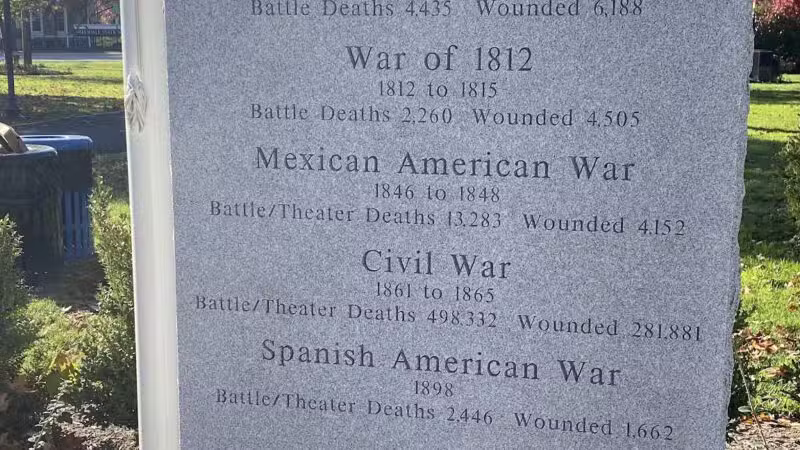 Battle Deaths 4,435 Wounded 6,188
War of 1812
1812 to 1815
Battle Deaths 2,260 Wounded 4,505
Mexican American War
1846 to 1848
Battle/Theater Deaths 13,283 Wounded 4,152
Civil War
1861 to 1865
Battle/Theater Deaths 498,332 Wounded 281,881
Spanish American War
1898
Battle/Theater Deaths 2,446 Wounded 1,662